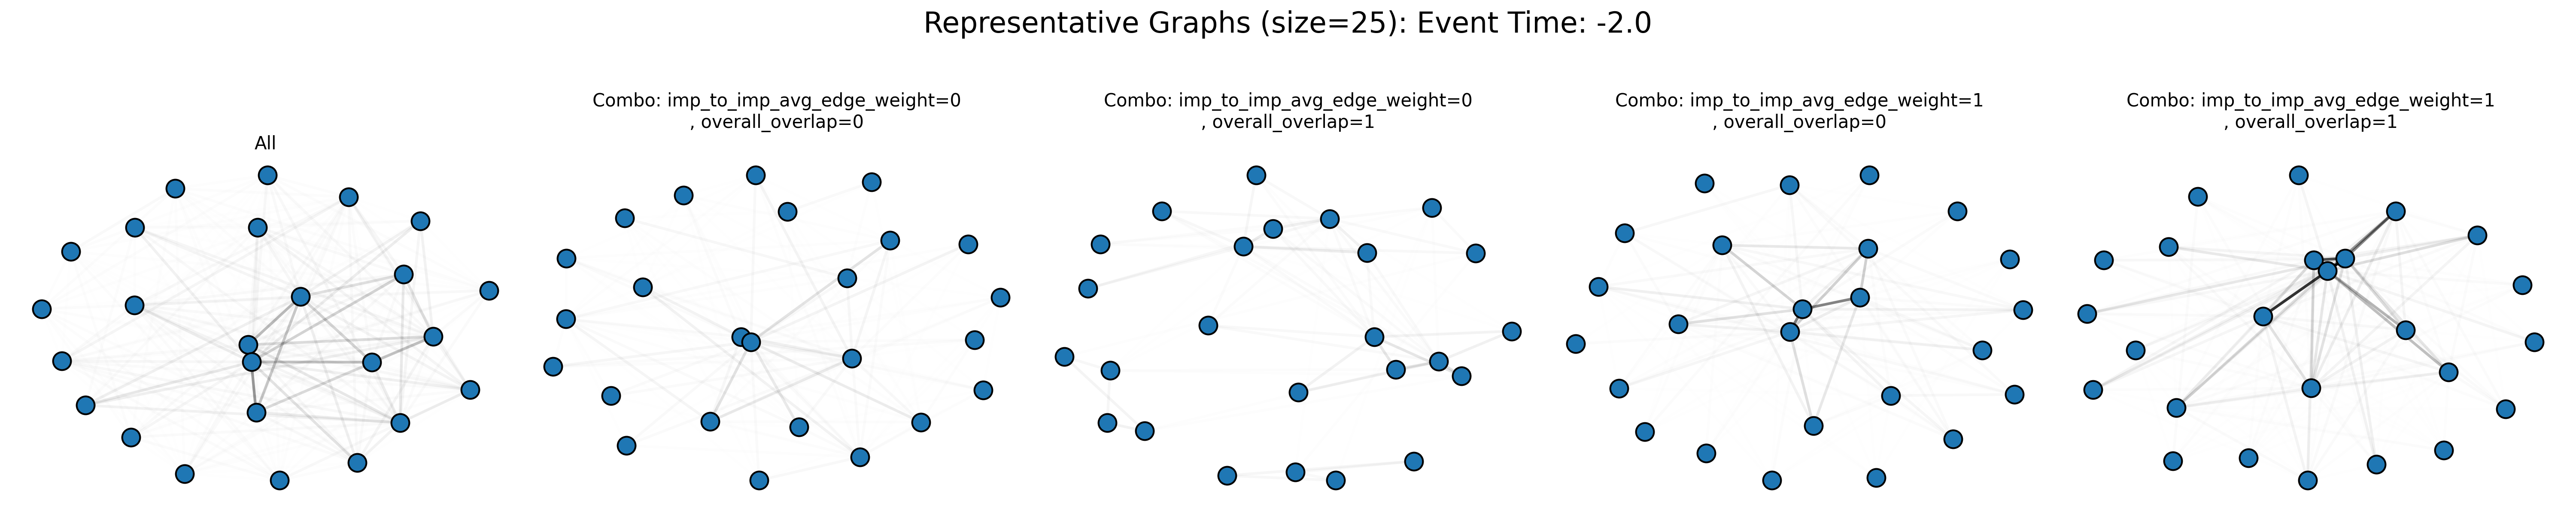 Representative Graphs (size=25): Event Time: -2.0
All
Combo: imp_to_imp_avg_edge_weight=0
, overall_overlap=0
Combo: imp_to_imp_avg_edge_weight=0
, overall_overlap=1
Combo: imp_to_imp_avg_edge_weight=1
, overall_overlap=0
Combo: imp_to_imp_avg_edge_weight=1
, overall_overlap=1